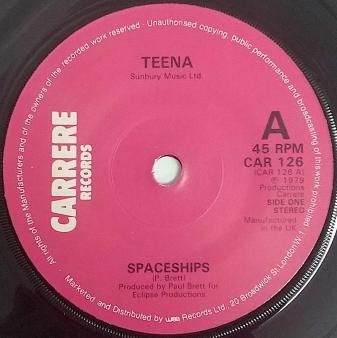 All rights of the Manufacturers and of the owners of the recorded work reserved · Unauthorised copying, public performance and broadcasting of this work prohibited.
TEENA
Sunbury Music Ltd.
CARRERE
RECORDS
A
45 RPM
CAR 126
(CAR 126 A)
℗ 1979
Productions
Carrere
SIDE ONE
STEREO
Manufactured
in the UK
SPACESHIPS
(P. Brett)
Produced by Paul Brett for
Eclipse Productions
Marketed and Distributed by wea Records Ltd., 20 Broadwick St. London W.1